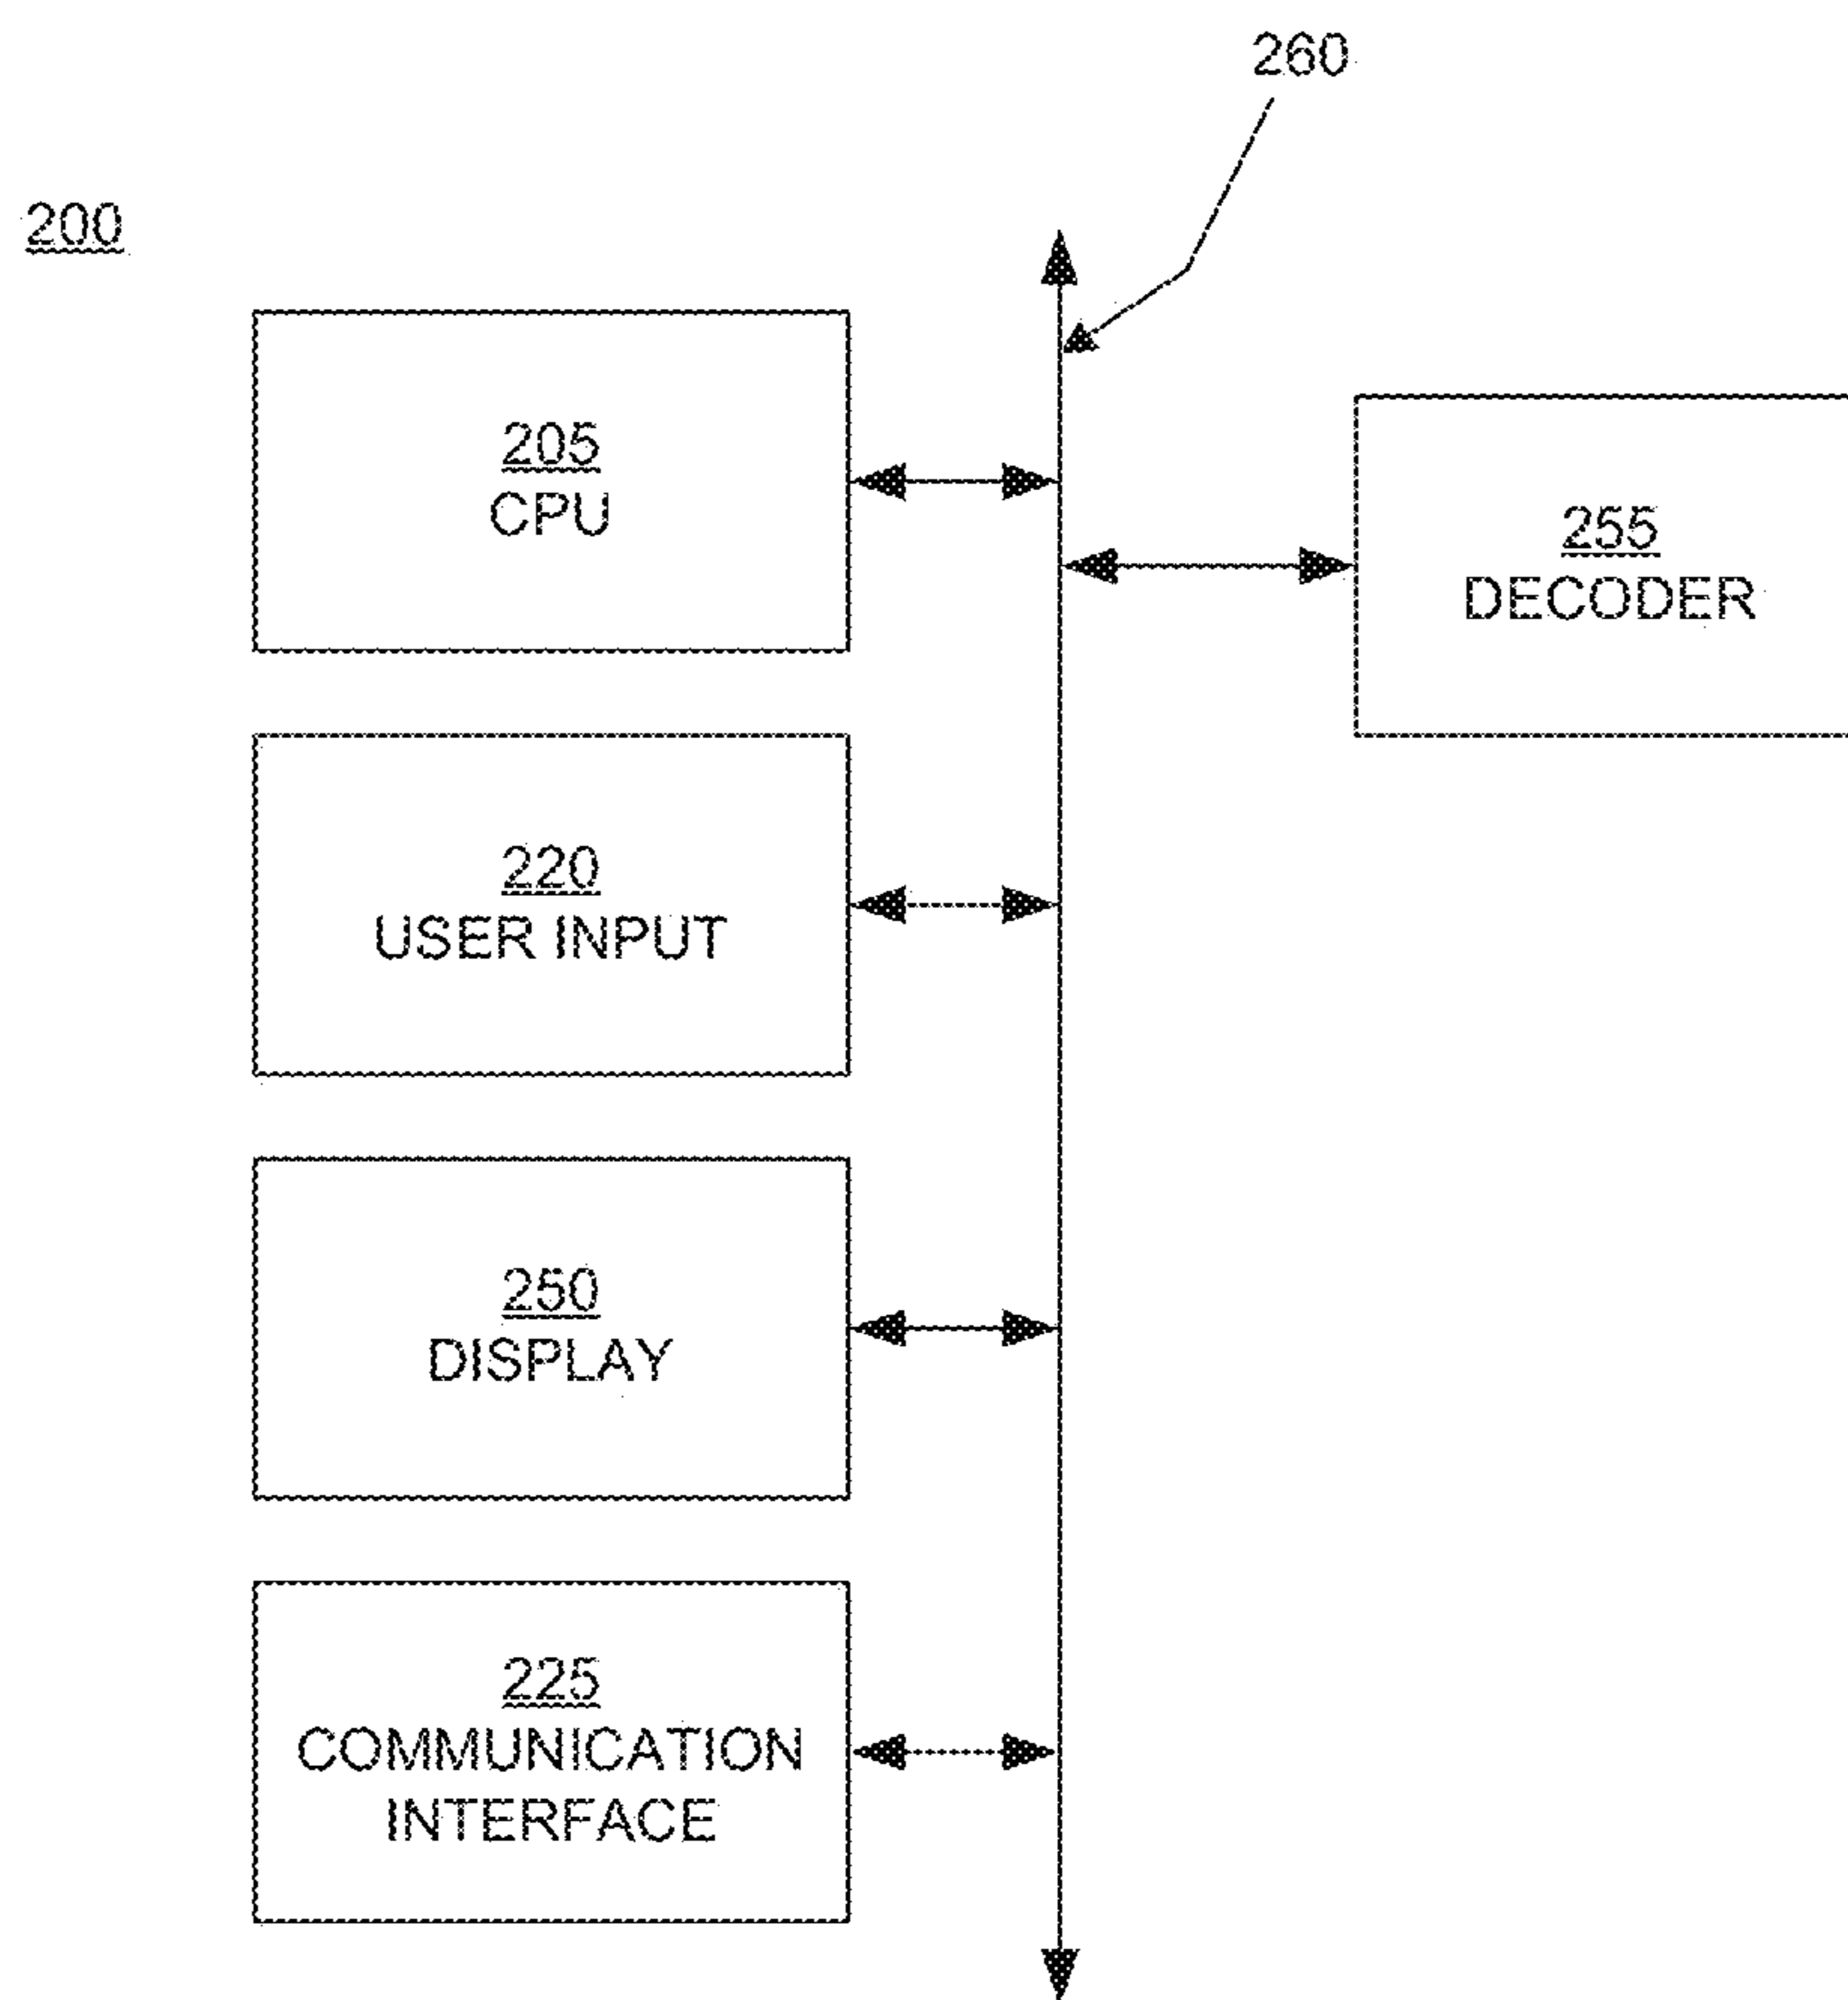 260
200
205
CPU
255
DECODER
220
USER INPUT
250
DISPLAY
225
COMMUNICATION
INTERFACE